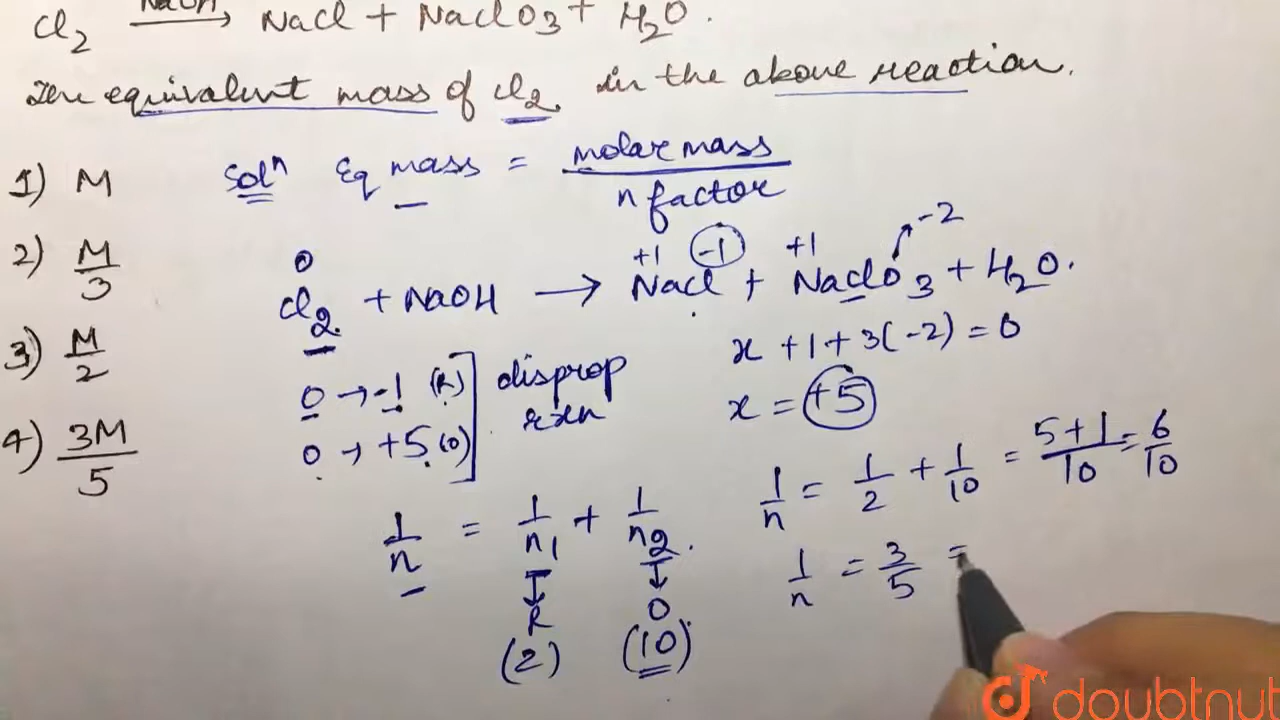 Cl2 NaOH → NaCl + NaClO3 + H2O.
The equivalent mass of Cl2 in the above reaction.
1) M
Solⁿ Eq mass = molar mass / n factor
2) M/3
0 +1 -1 +1 -2
Cl2 + NaOH → NaCl + NaClO3 + H2O.
3) M/2
x + 1 + 3(-2) = 0
0 → -1 (R) ] disprop
x = +5
4) 3M/5
0 → +5 (O) ] rxn
1/n = 1/n1 + 1/n2.
1/n = 1/2 + 1/10 = 5+1/10 = 6/10
1/n = 3/5 =
R O
(2) (10)
doubtnut